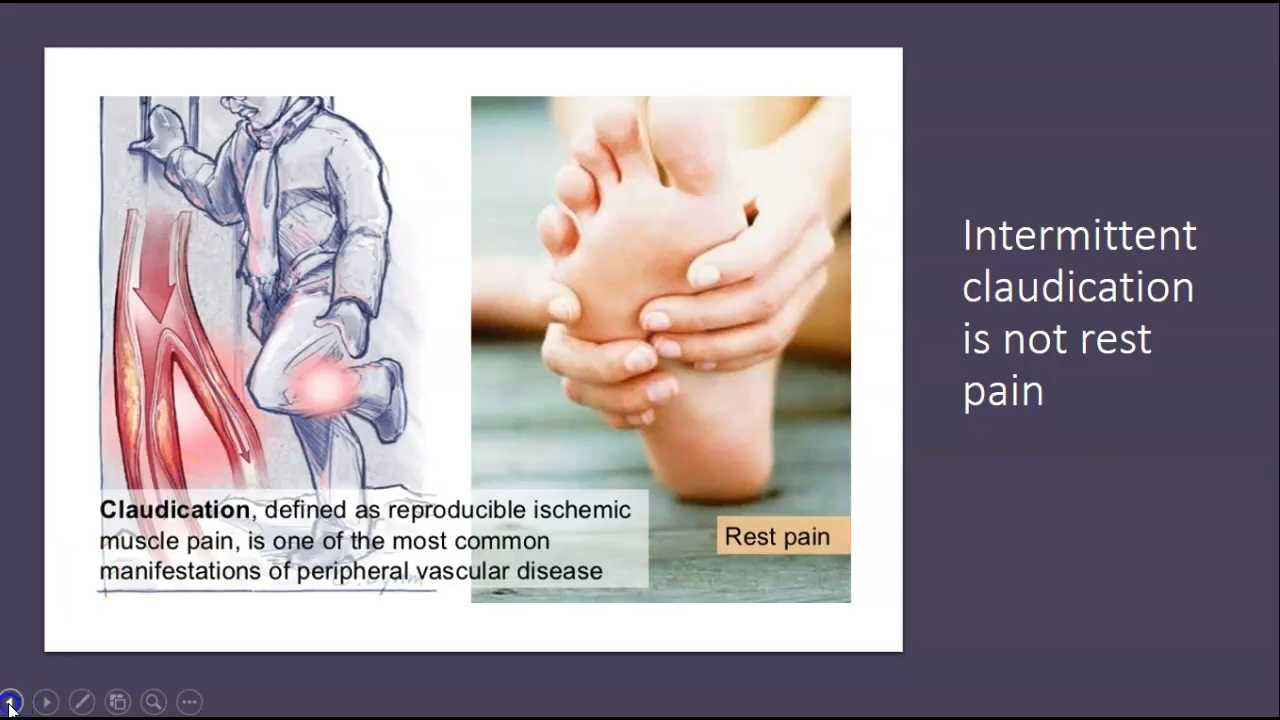 Claudication, defined as reproducible ischemic
muscle pain, is one of the most common
manifestations of peripheral vascular disease
Rest pain
Intermittent
claudication
is not rest
pain